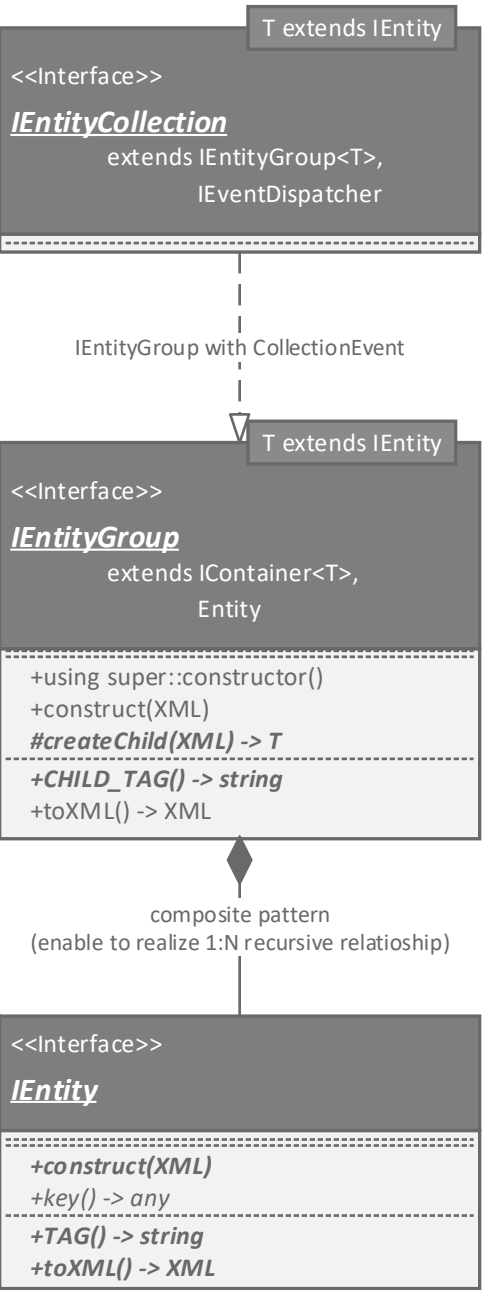 T extends IEntity
<<Interface>>
IEntityCollection
extends IEntityGroup<T>,
IEventDispatcher
IEntityGroup with CollectionEvent
T extends IEntity
<<Interface>>
IEntityGroup
extends IContainer<T>,
Entity
+using super::constructor()
+construct(XML)
#createChild(XML) -> T
+CHILD_TAG() -> string
+toXML() -> XML
composite pattern
(enable to realize 1:N recursive relatioship)
<<Interface>>
IEntity
+construct(XML)
+key() -> any
+TAG() -> string
+toXML() -> XML